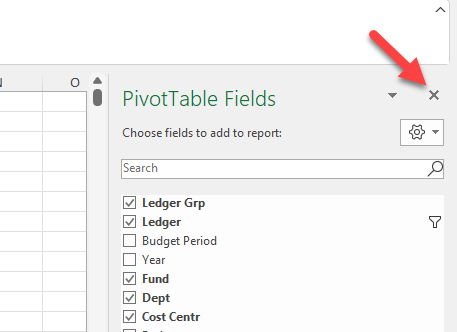 N O
PivotTable Fields
Choose fields to add to report:
Search
Ledger Grp
Ledger
Budget Period
Year
Fund
Dept
Cost Centr